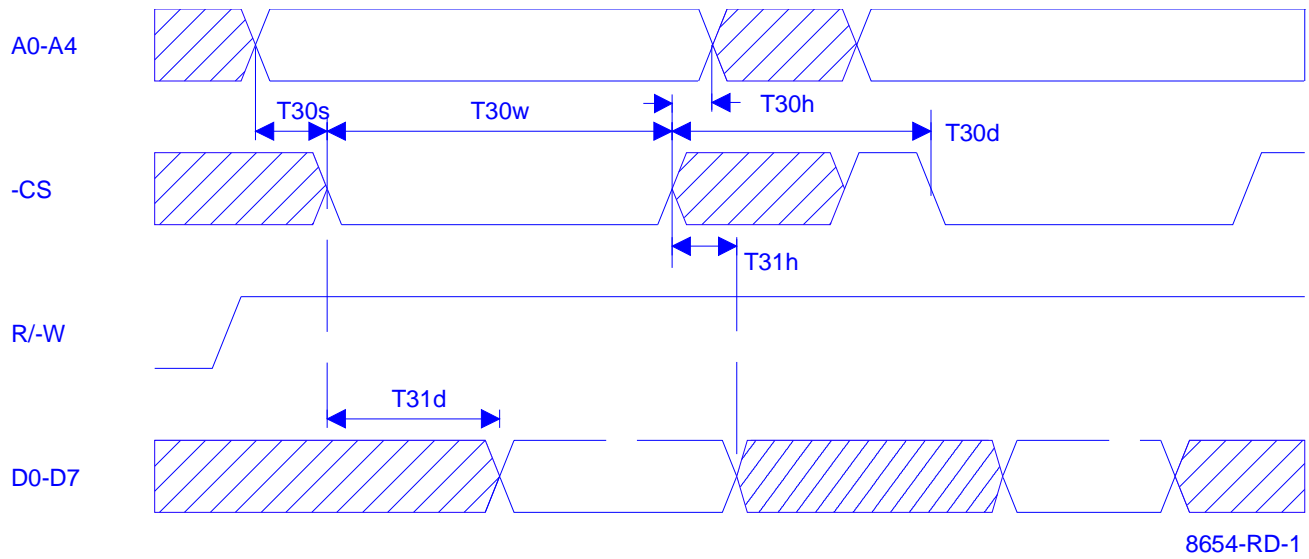 A0-A4
T30s
T30w
T30h
T30d
-CS
T31h
R/-W
T31d
D0-D7
8654-RD-1